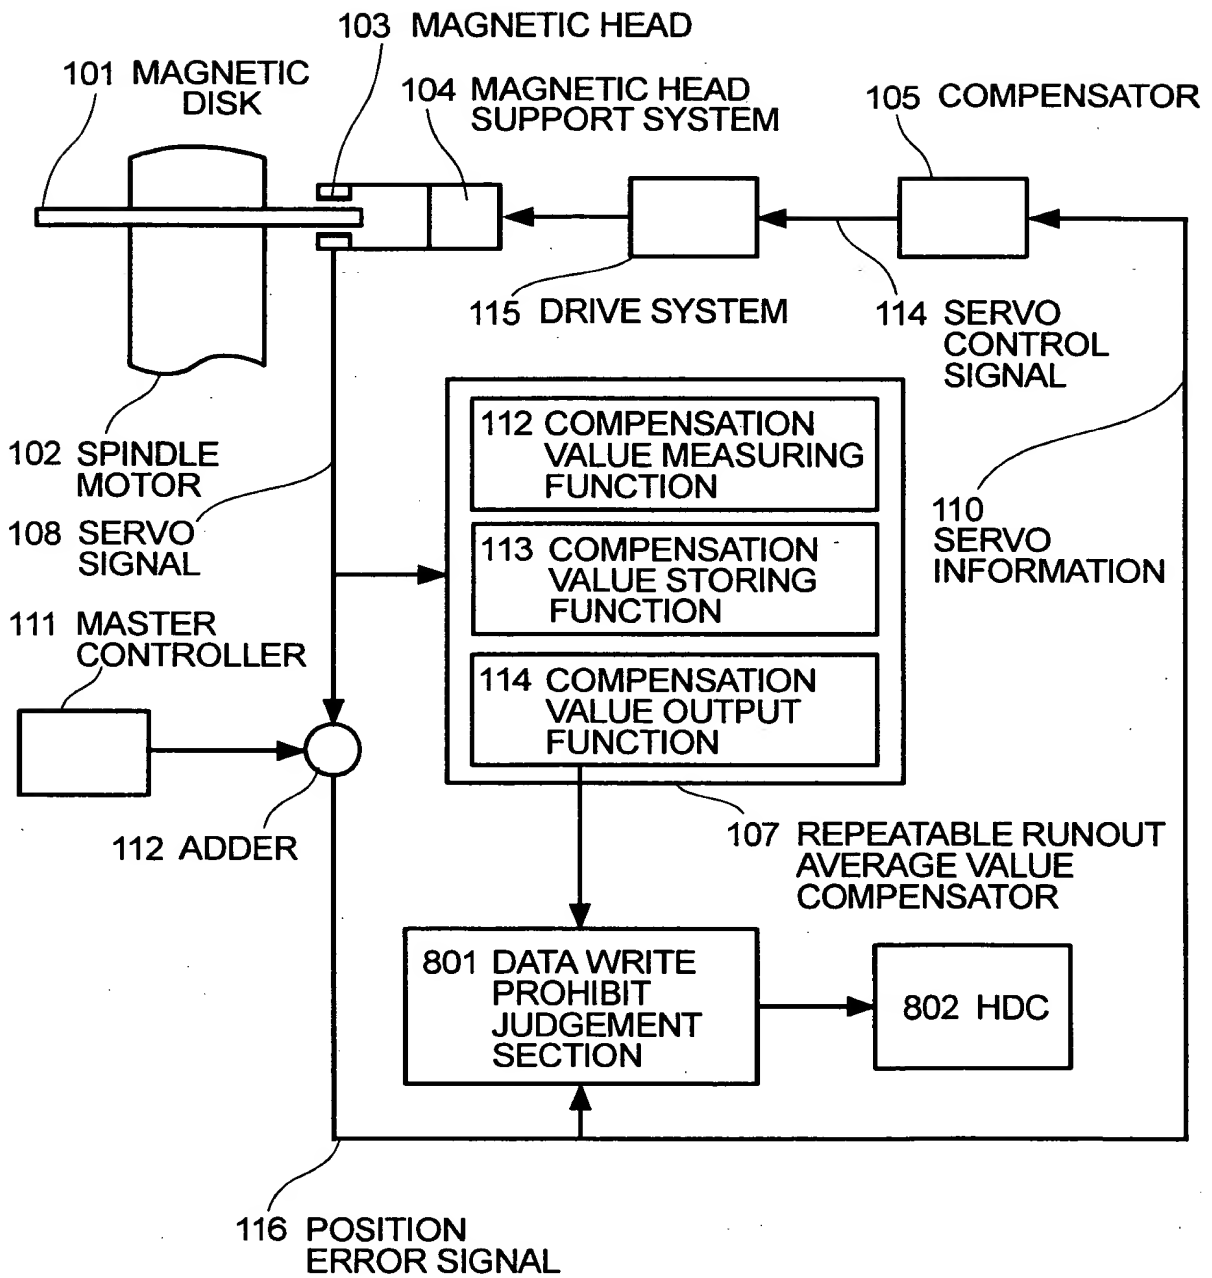 103 MAGNETIC HEAD
101 MAGNETIC
DISK
104 MAGNETIC HEAD
SUPPORT SYSTEM
105 COMPENSATOR
115 DRIVE SYSTEM
114 SERVO
CONTROL
SIGNAL
102 SPINDLE
MOTOR
108 SERVO
SIGNAL
112 COMPENSATION
VALUE MEASURING
FUNCTION
113 COMPENSATION
VALUE STORING
FUNCTION
114 COMPENSATION
VALUE OUTPUT
FUNCTION
110
SERVO
INFORMATION
111 MASTER
CONTROLLER
112 ADDER
107 REPEATABLE RUNOUT
AVERAGE VALUE
COMPENSATOR
801 DATA WRITE
PROHIBIT
JUDGEMENT
SECTION
802 HDC
116 POSITION
ERROR SIGNAL